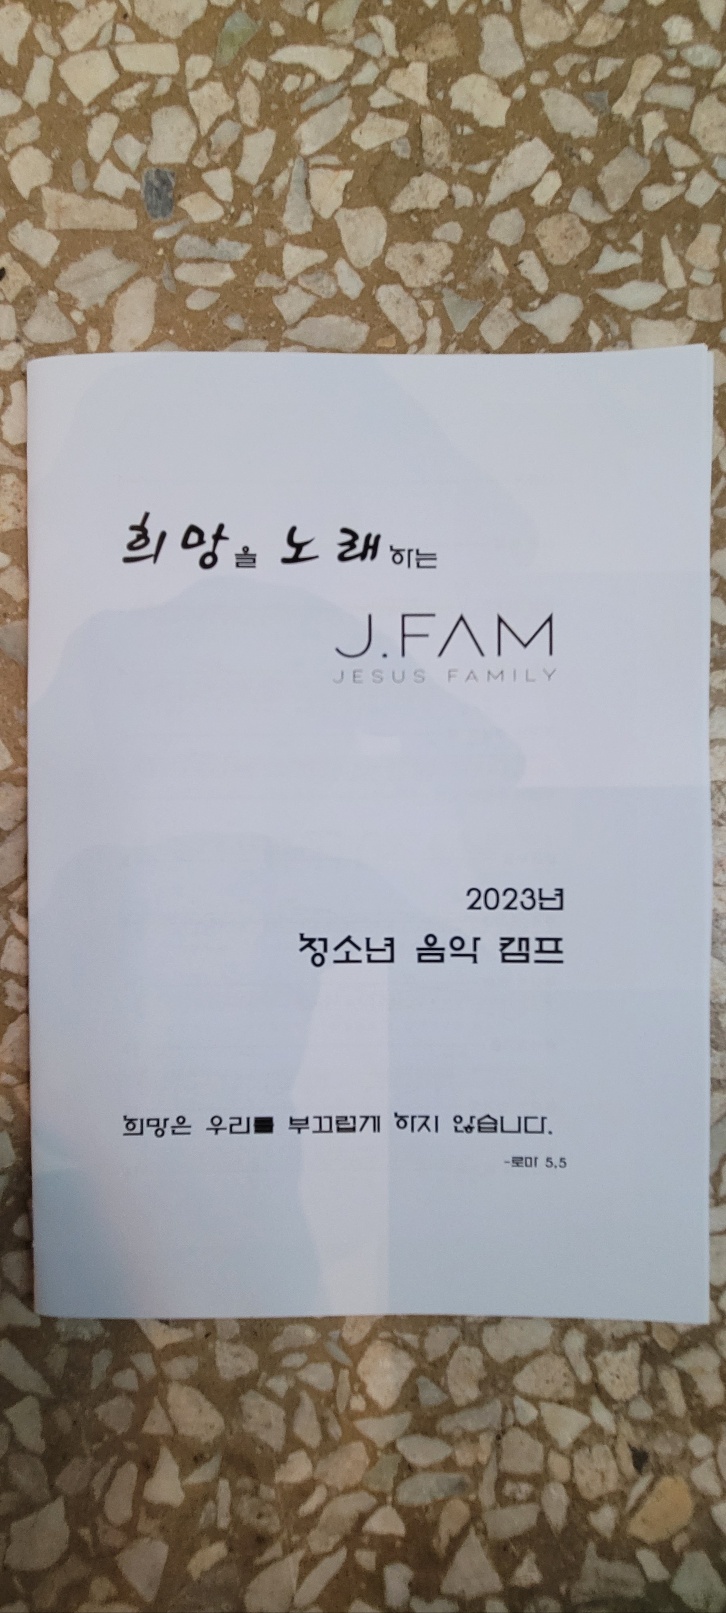 희망을 노래하는
J.FAM
JESUS FAMILY
2023년
청소년 음악 캠프
희망은 우리를 부끄럽게 하지 않습니다.
-로마 5,5